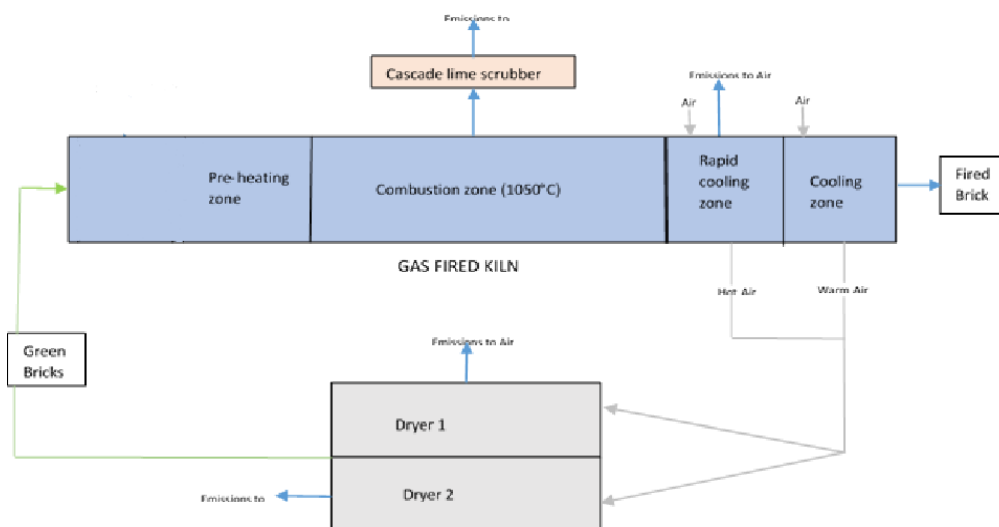 Emissions to
Cascade lime scrubber
Emissions to Air
Air
Air
Pre-heating
zone
Combustion zone (1050°C)
Rapid
cooling
zone
Cooling
zone
Fired
Brick
GAS FIRED KILN
Hot Air
Warm Air
Green
Bricks
Emissions to Air
Dryer 1
Dryer 2
Emissions to